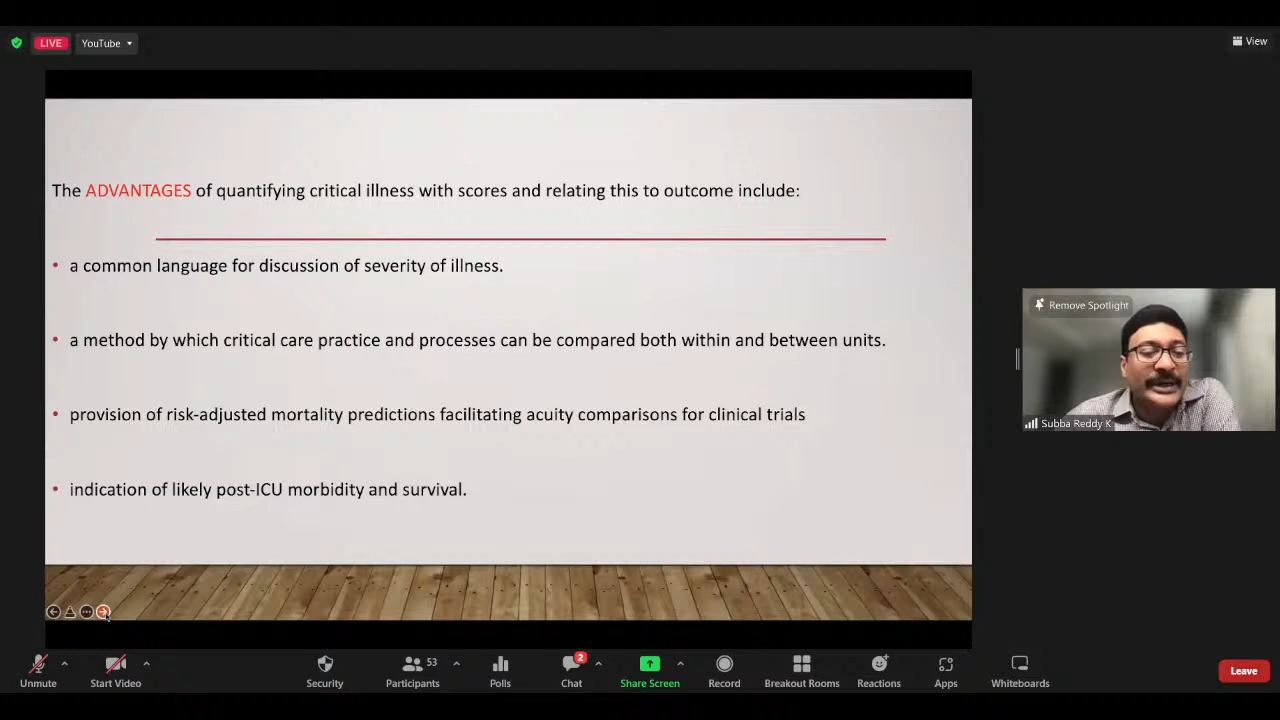 LIVE
YouTube
View
The ADVANTAGES of quantifying critical illness with scores and relating this to outcome include:
• a common language for discussion of severity of illness.
• a method by which critical care practice and processes can be compared both within and between units.
• provision of risk-adjusted mortality predictions facilitating acuity comparisons for clinical trials
• indication of likely post-ICU morbidity and survival.
Remove Spotlight
Subba Reddy K
Unmute
Start Video
Security
53
Participants
Polls
2
Chat
Share Screen
Record
Breakout Rooms
Reactions
Apps
Whiteboards
Leave